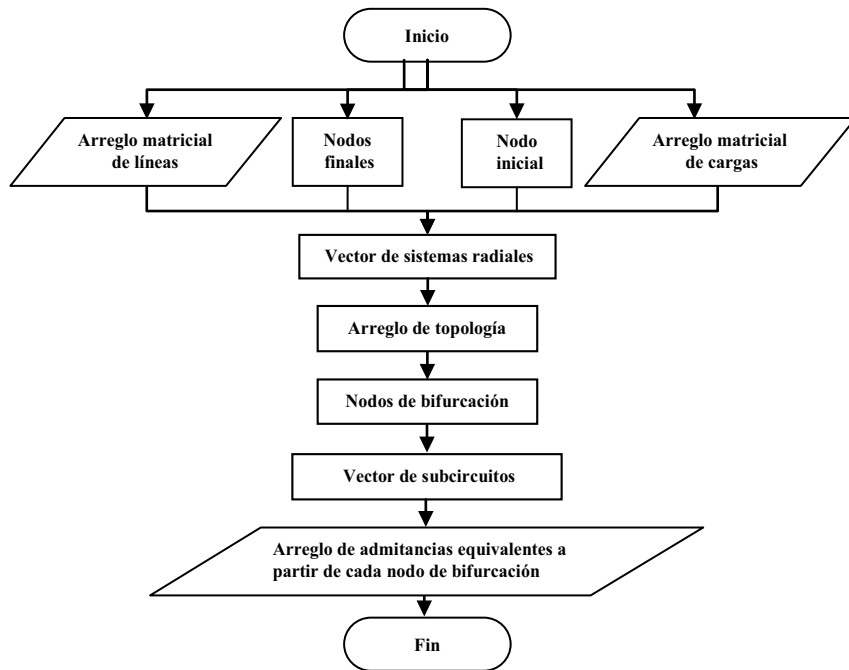 Inicio
Arreglo matricial
de líneas
Nodos
finales
Nodo
inicial
Arreglo matricial
de cargas
Vector de sistemas radiales
Arreglo de topología
Nodos de bifurcación
Vector de subcircuitos
Arreglo de admitancias equivalentes a
partir de cada nodo de bifurcación
Fin